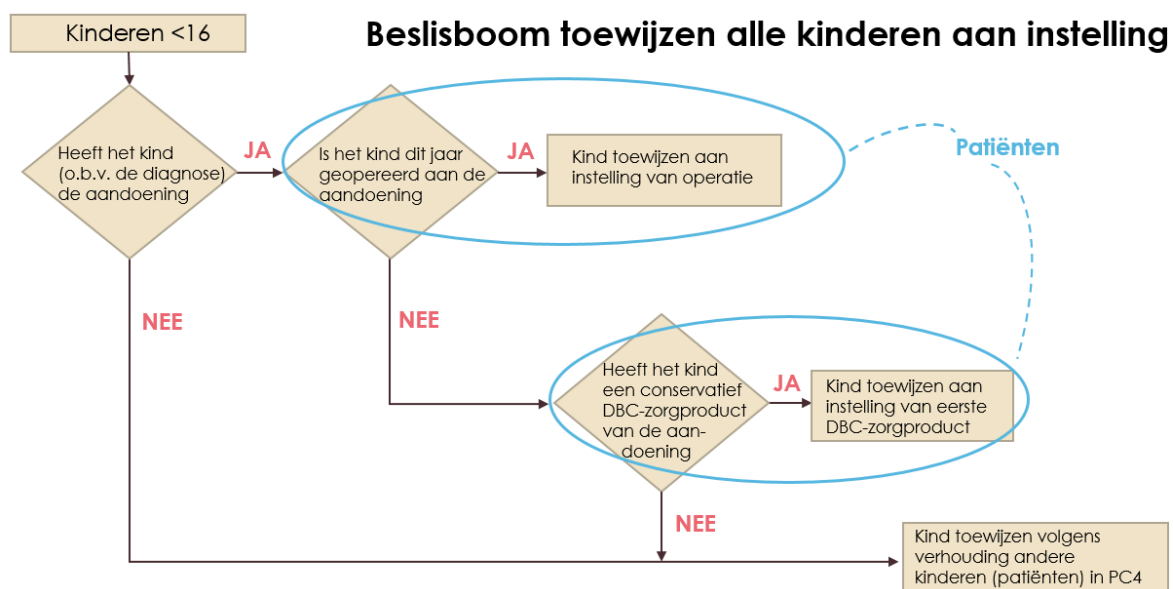 Beslisboom toewijzen alle kinderen aan instelling
Kinderen <16
Heeft het kind
(o.b.v. de diagnose)
de aandoening
JA
Is het kind dit jaar
geopereerd aan de
aandoening
JA
Kind toewijzen aan
instelling van operatie
Patiënten
NEE
NEE
Heeft het kind
een conservatief
DBC-zorgproduct
van de aan-
doening
JA
Kind toewijzen aan
instelling van eerste
DBC-zorgproduct
NEE
Kind toewijzen volgens
verhouding andere
kinderen (patiënten) in PC4